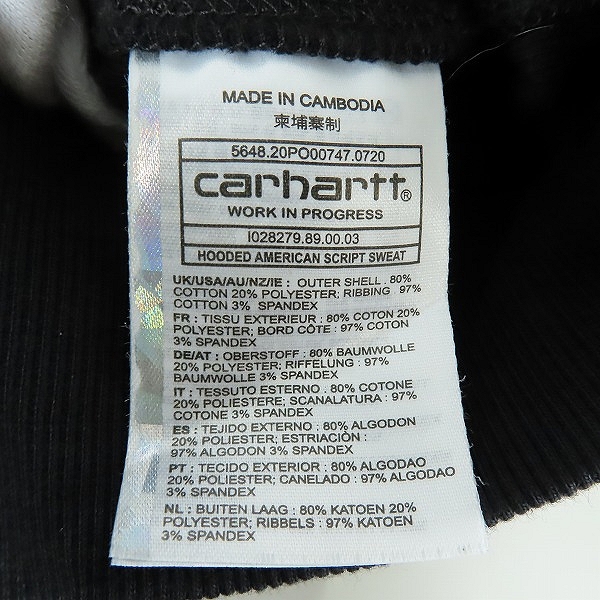 MADE IN CAMBODIA
柬埔寨制
5648.20PO00747.0720
carhartt®
WORK IN PROGRESS
I028279.89.00.03
HOODED AMERICAN SCRIPT SWEAT
UK/USA/AU/NZ/IE : OUTER SHELL . 80%
COTTON 20% POLYESTER; RIBBING : 97%
COTTON 3% SPANDEX
FR : TISSU EXTERIEUR : 80% COTON 20%
POLYESTER; BORD CÔTE : 97% COTON
3% SPANDEX
DE/AT : OBERSTOFF : 80% BAUMWOLLE
20% POLYESTER; RIFFELUNG : 97%
BAUMWOLLE 3% SPANDEX
IT : TESSUTO ESTERNO : 80% COTONE
20% POLIESTERE; SCANALATURA : 97%
COTONE 3% SPANDEX
ES : TEJIDO EXTERNO : 80% ALGODON
20% POLIESTER; ESTRIACIÓN :
97% ALGODON 3% SPANDEX
PT : TECIDO EXTERIOR : 80% ALGODAO
20% POLIESTER; CANELADO : 97% ALGODAO
3% SPANDEX
NL : BUITEN LAAG : 80% KATOEN 20%
POLYESTER; RIBBELS : 97% KATOEN
3% SPANDEX